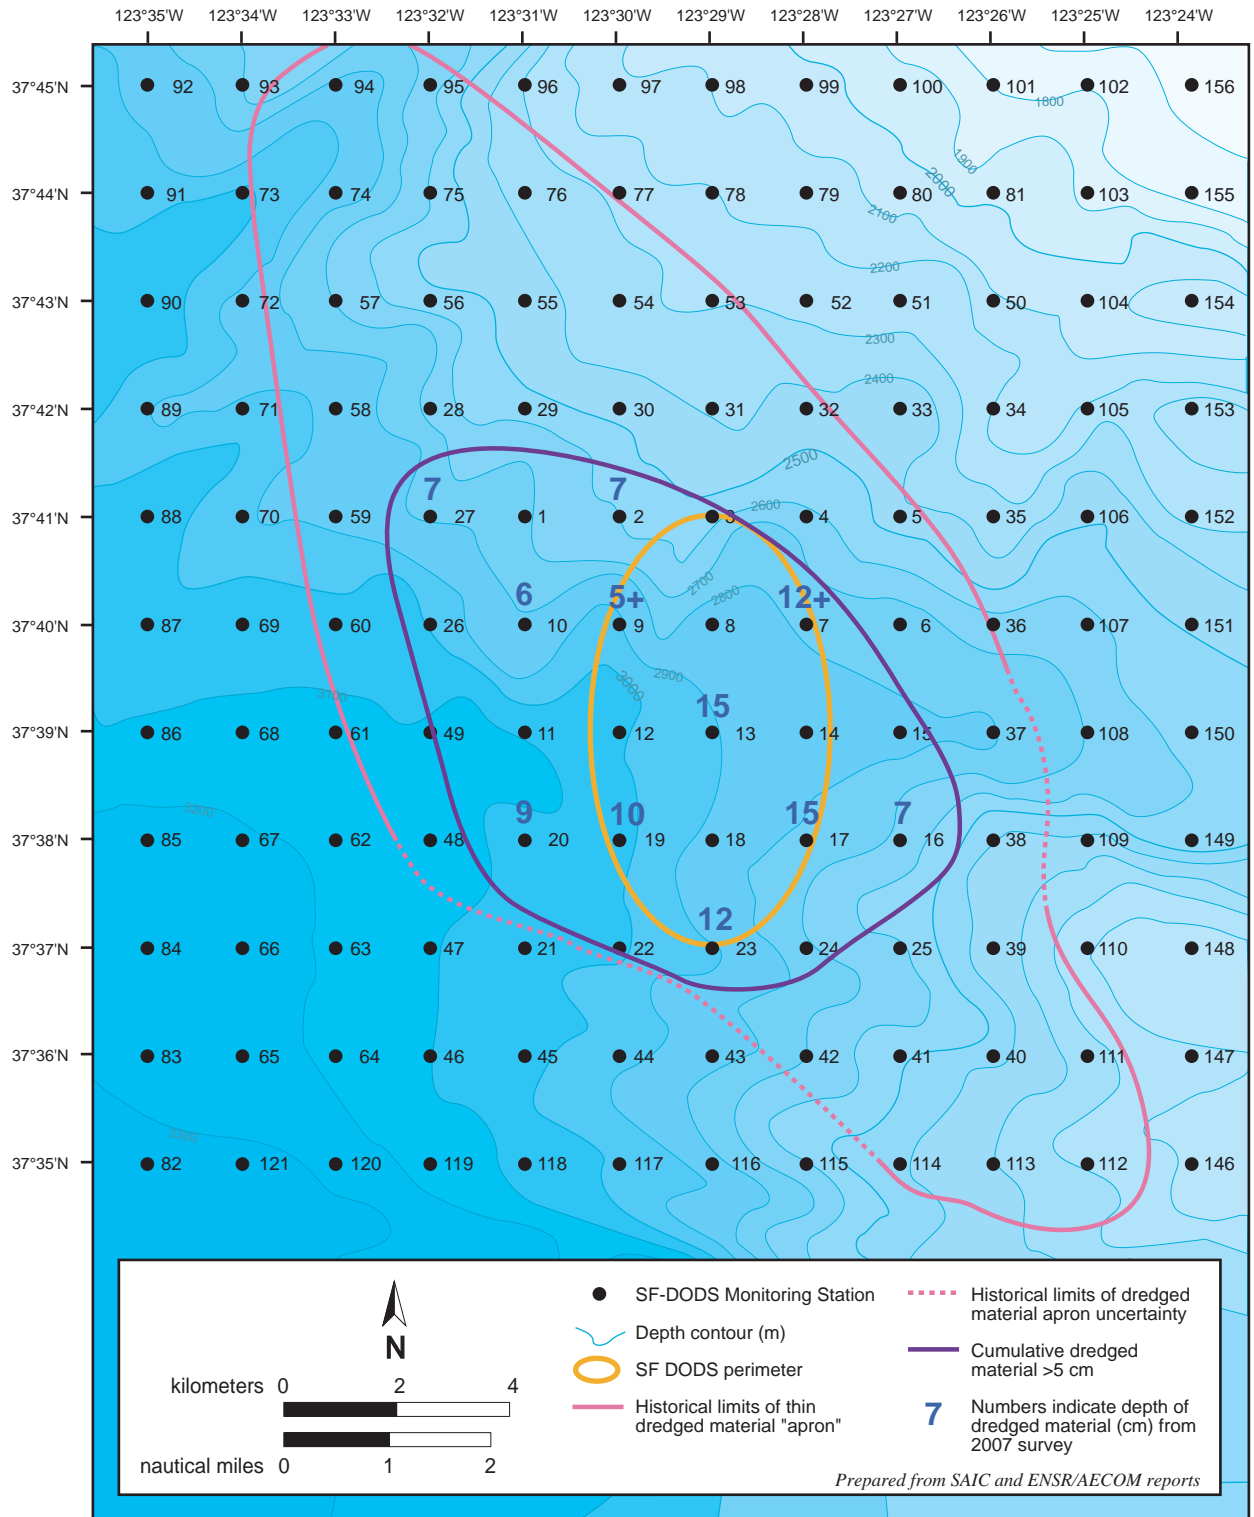 123°35'W 123°34'W 123°33'W 123°32'W 123°31'W 123°30'W 123°29'W 123°28'W 123°27'W 123°26'W 123°25'W 123°24'W
37°45'N 92 93 94 95 96 97 98 99 100 101 102 156
1800
1900
2000
37°44'N 91 73 74 75 76 77 78 79 80 81 103 155
2100
2200
37°43'N 90 72 57 56 55 54 53 52 51 50 104 154
2300
2400
37°42'N 89 71 58 28 29 30 31 32 33 34 105 153
2500
7 7
2600
37°41'N 88 70 59 27 1 2 3 4 5 35 106 152
2700
2800
6 5+ 12+
37°40'N 87 69 60 26 10 9 8 7 6 36 107 151
2900
3000
3100
15
37°39'N 86 68 61 49 11 12 13 14 15 37 108 150
3200
9 10 15 7
37°38'N 85 67 62 48 20 19 18 17 16 38 109 149
12
37°37'N 84 66 63 47 21 22 23 24 25 39 110 148
37°36'N 83 65 64 46 45 44 43 42 41 40 111 147
3300
37°35'N 82 121 120 119 118 117 116 115 114 113 112 146
N
kilometers 0 2 4
nautical miles 0 1 2
SF-DODS Monitoring Station
Depth contour (m)
SF DODS perimeter
Historical limits of thin
dredged material "apron"
Historical limits of dredged
material apron uncertainty
Cumulative dredged
material >5 cm
7
Numbers indicate depth of
dredged material (cm) from
2007 survey
Prepared from SAIC and ENSR/AECOM reports